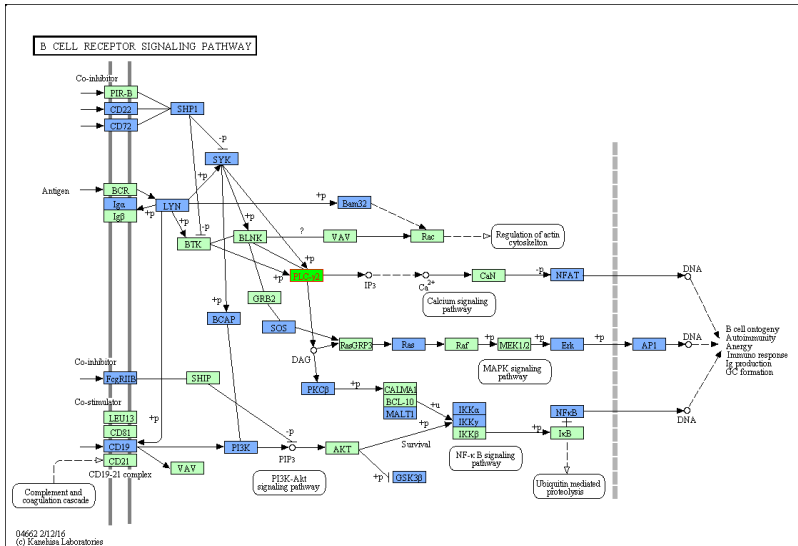 B CELL RECEPTOR SIGNALING PATHWAY
Co-inhibitor
PIR-B
CD22
SHP1
CD72
-p
SYK
+p
+p
+p
Antigen
BCR
Igα
LYN
+p
Bam32
Igβ
+p
+p
-p
+p
BTK
BLNK
?
VAV
Rac
Regulation of actin
cytoskelton
+p
PLC-γ2
IP3
Ca2+
CaN
-p
NFAT
DNA
Calcium signaling
pathway
GRB2
+p
BCAP
SOS
DAG
RasGRP3
Ras
Raf
+p
MEK1/2
+p
Erk
+p
AP1
DNA
B cell ontogeny
Autoimmunity
Anergy
Immuno response
Ig production
GC formation
MAPK signaling
pathway
Co-inhibitor
FcgRIIB
SHIP
PKCβ
+p
CALMA1
BCL-10
MALT1
+u
IKKα
IKKγ
IKKβ
+p
+p
NFκB
IκB
DNA
Co-stimulator
LEU13
CD81
CD19
CD21
+p
PI3K
+p
PIP3
-p
AKT
Survival
NF-κ B signaling
pathway
VAV
CD19-21 complex
PI3K-Akt
signaling pathway
+p
GSK3β
Ubiquitin mediated
proteolysis
Complement and
coagulation cascade
04662 2/12/16
(c) Kanehisa Laboratories